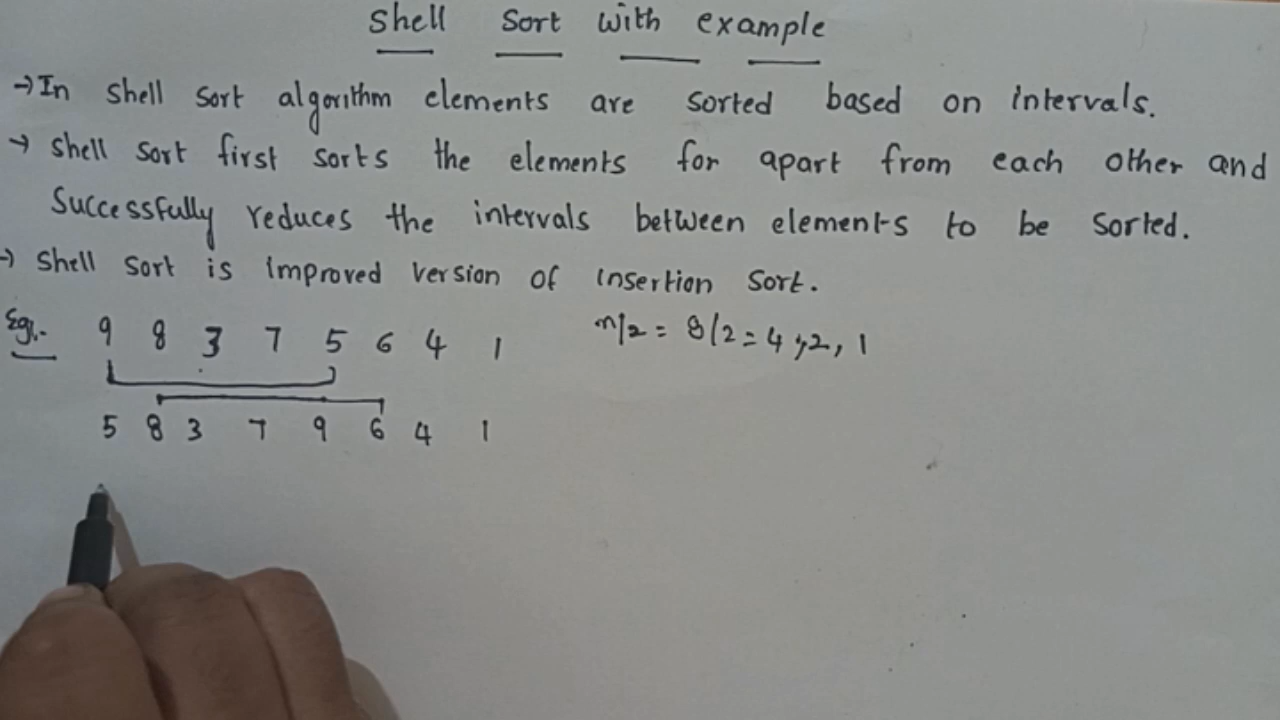 Shell Sort with example
→ In shell sort algorithm elements are sorted based on intervals.
→ Shell sort first sorts the elements for apart from each other and
Successfully reduces the intervals between elements to be sorted.
→ Shell sort is improved version of insertion sort.
Eg:- 9 8 3 7 5 6 4 1 n/2 = 8/2 = 4, 2, 1
5 8 3 7 9 6 4 1